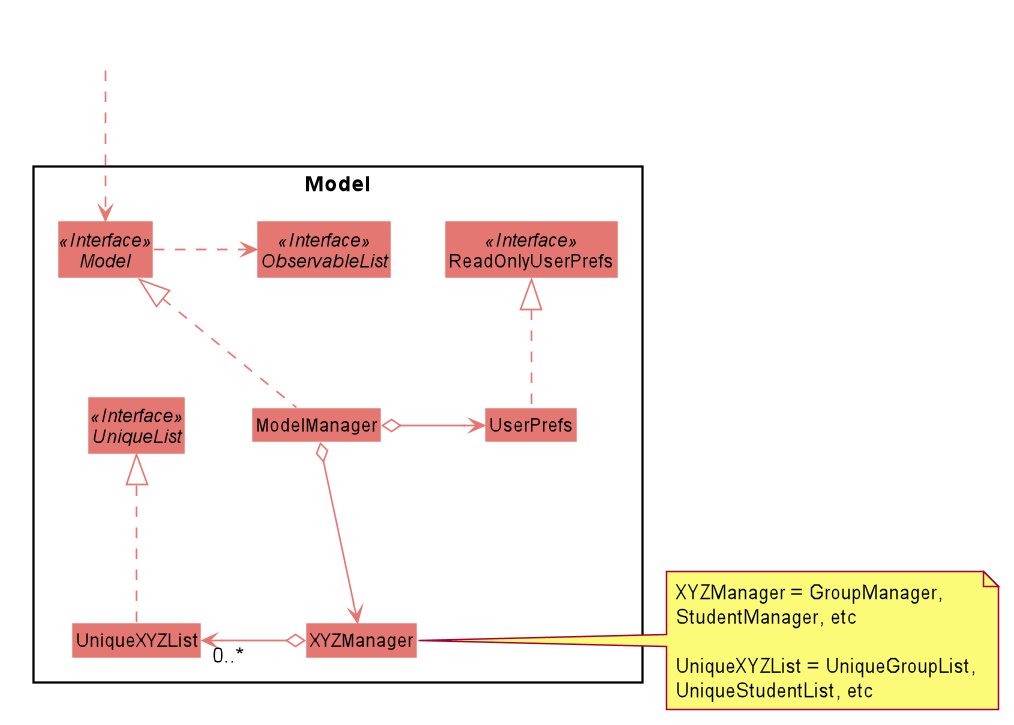 Model
«Interface»
Model
«Interface»
ObservableList
«Interface»
ReadOnlyUserPrefs
«Interface»
UniqueList
ModelManager
UserPrefs
UniqueXYZList
0..*
XYZManager
XYZManager = GroupManager,
StudentManager, etc
UniqueXYZList = UniqueGroupList,
UniqueStudentList, etc